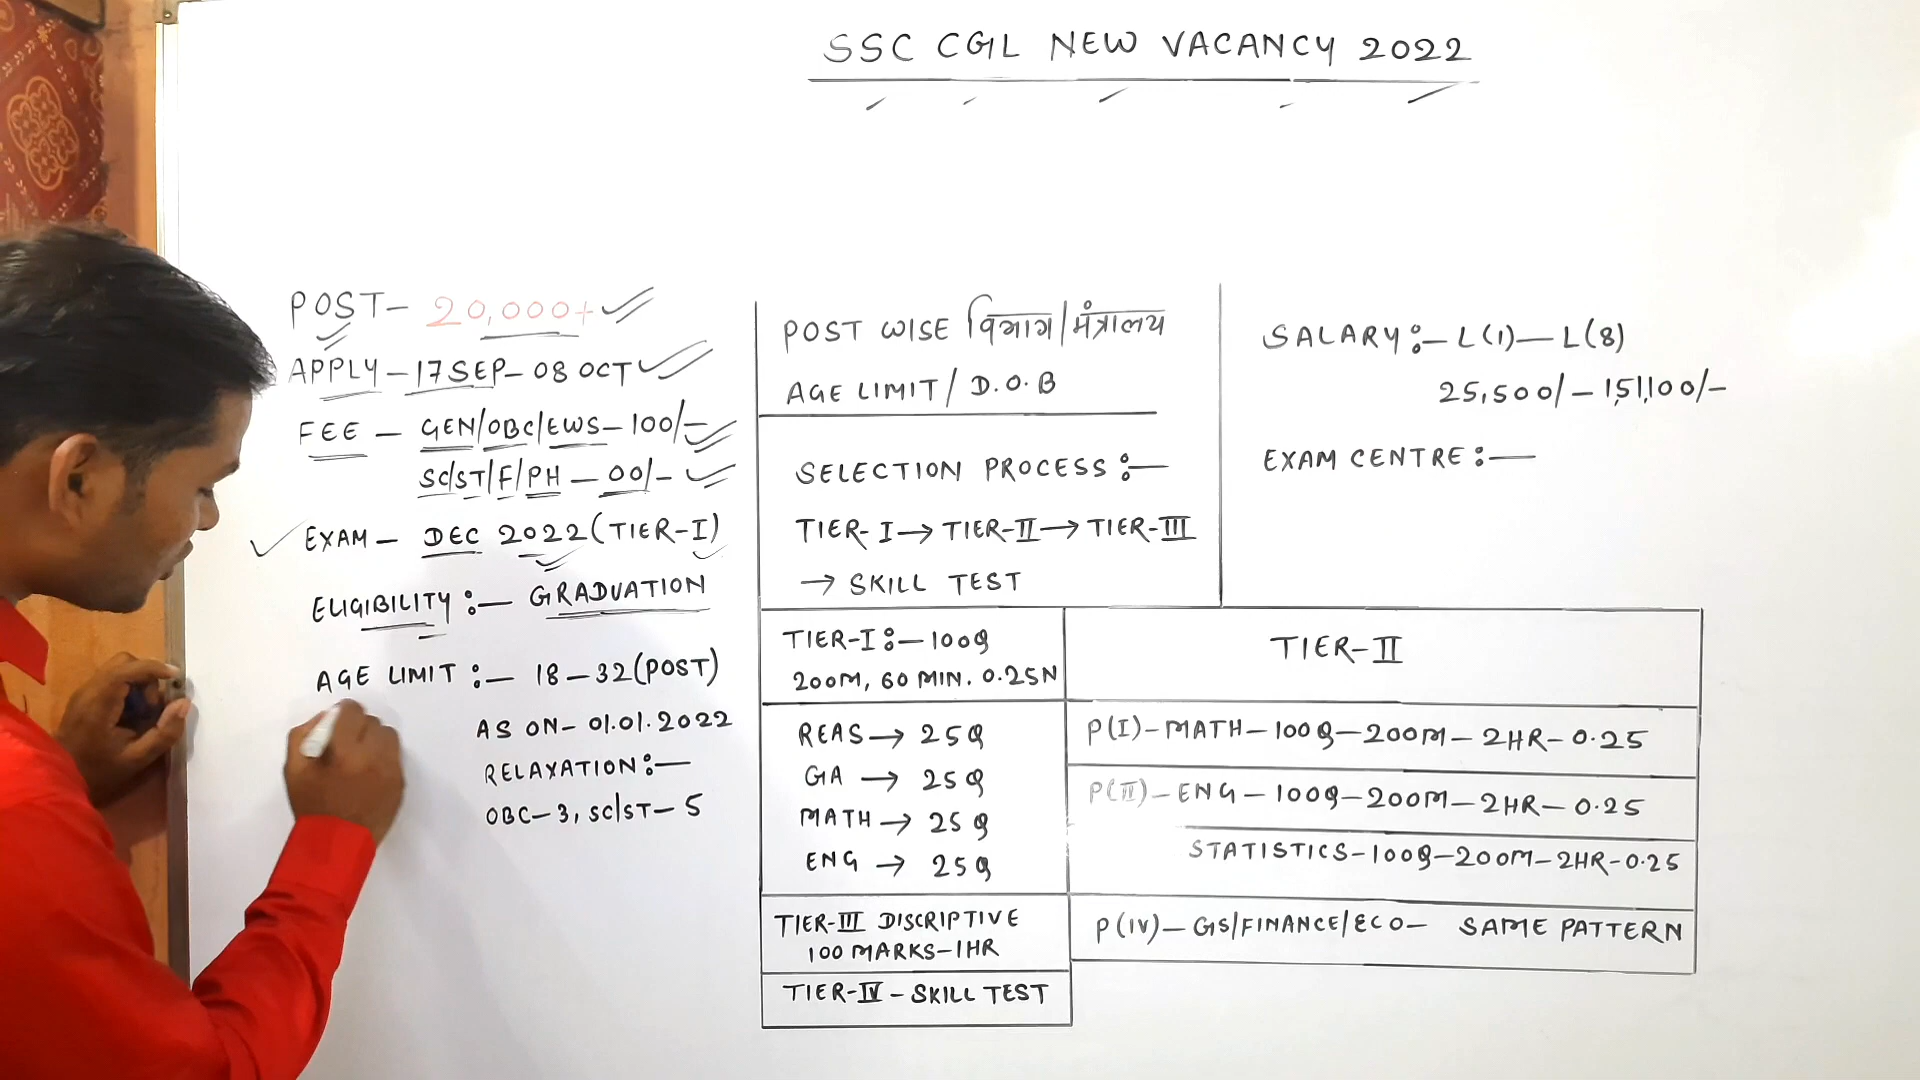 SSC CGL NEW VACANCY 2022
POST- 20,000+
APPLY - 17 SEP - 08 OCT
FEE - GEN/OBC/EWS - 100/-
SC/ST/F/PH - 00/-
EXAM - DEC 2022 (TIER-I)
ELIGIBILITY :- GRADUATION
AGE LIMIT :- 18-32 (POST)
AS ON - 01.01.2022
RELAXATION :-
OBC-3, SC/ST-5
POST WISE विभाग/मंत्रालय
AGE LIMIT / D.O.B
SELECTION PROCESS :-
TIER-I → TIER-II → TIER-III
→ SKILL TEST
SALARY :- L(1) - L(8)
25,500/- 1,51,100/-
EXAM CENTRE :-
TIER-I :- 100Q
200M, 60 MIN. 0.25N
REAS → 25Q
GA → 25Q
MATH → 25Q
ENG → 25Q
TIER-III DISCRIPTIVE
100 MARKS-1HR
TIER-IV - SKILL TEST
TIER-II
P(I)-MATH-100Q-200M-2HR-0.25
P(II)-ENG-100Q-200M-2HR-0.25
STATISTICS-100Q-200M-2HR-0.25
P(IV)-GS/FINANCE/ECO- SAME PATTERN